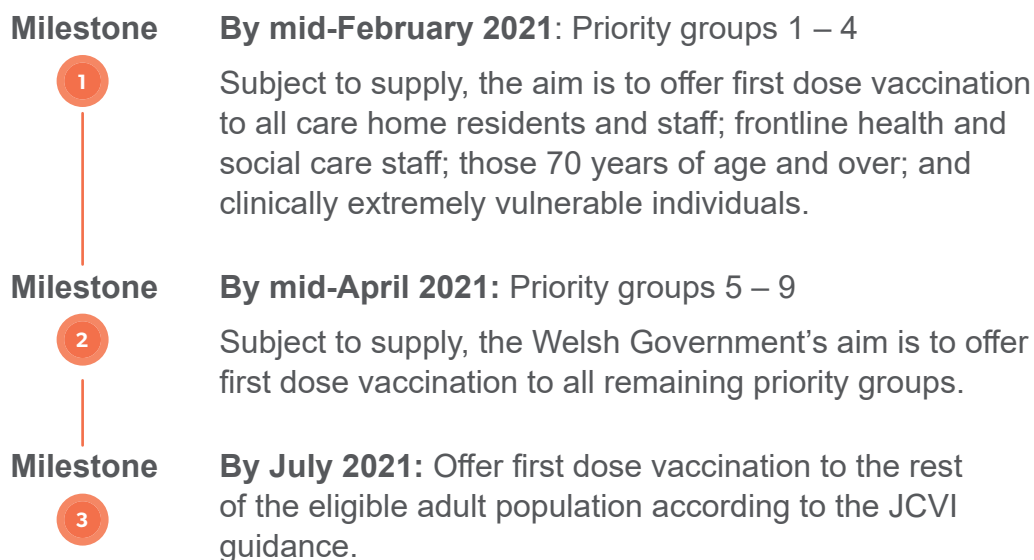 Milestone By mid-February 2021: Priority groups 1 – 4
1 Subject to supply, the aim is to offer first dose vaccination
to all care home residents and staff; frontline health and
social care staff; those 70 years of age and over; and
clinically extremely vulnerable individuals.
Milestone By mid-April 2021: Priority groups 5 – 9
2 Subject to supply, the Welsh Government’s aim is to offer
first dose vaccination to all remaining priority groups.
Milestone By July 2021: Offer first dose vaccination to the rest
3 of the eligible adult population according to the JCVI
guidance.